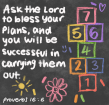 Ask the Lord
to bless your
Plans, and
you will be
successful in
carrying them
out.
Proverbs 16:
7
5 6
4
2 3
1